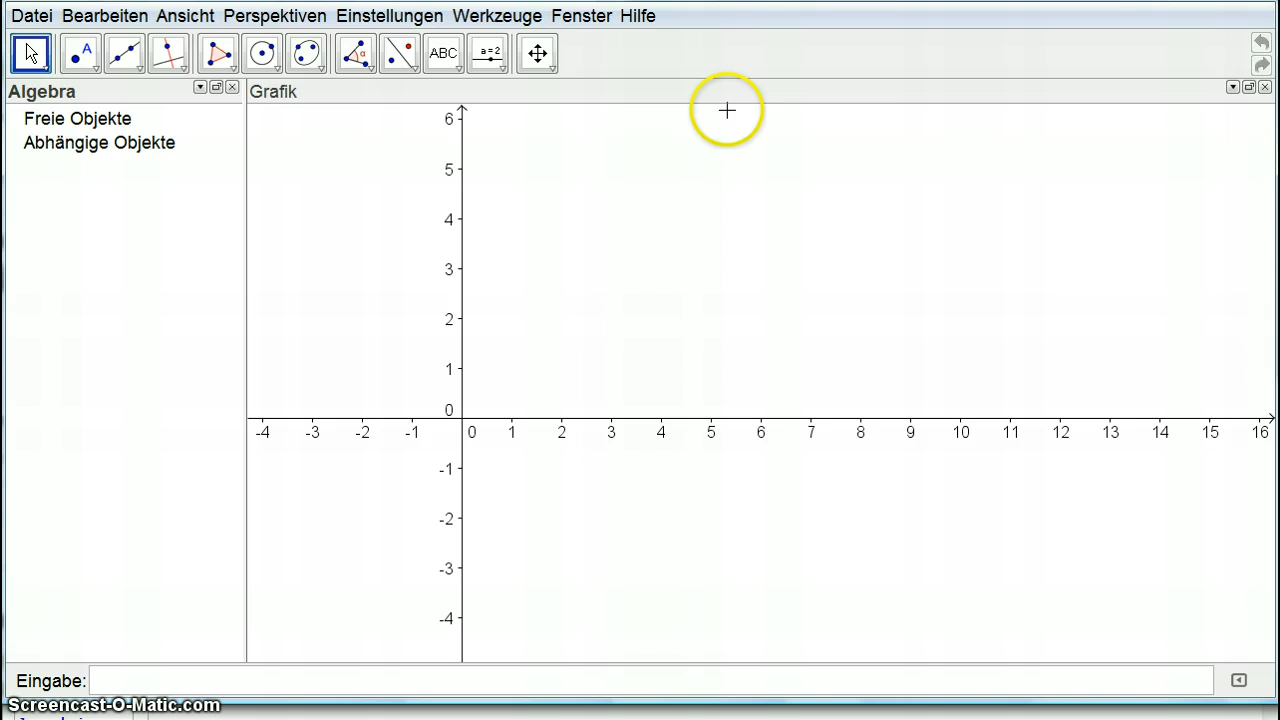 Datei Bearbeiten Ansicht Perspektiven Einstellungen Werkzeuge Fenster Hilfe
A α ABC a=2
Algebra
Grafik
Freie Objekte
Abhängige Objekte
6
5
4
3
2
1
0
-4 -3 -2 -1 0 1 2 3 4 5 6 7 8 9 10 11 12 13 14 15 16
-1
-2
-3
-4
Eingabe:
Screencast-O-Matic.com